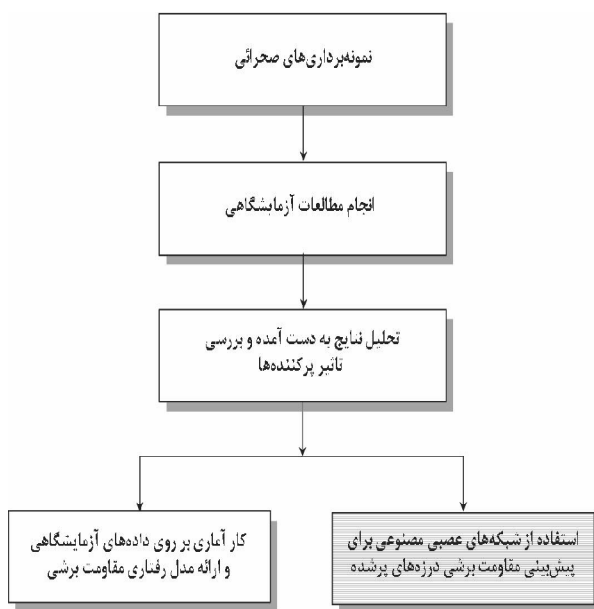 نمونه‌برداری‌های صحرائی
انجام مطالعات آزمایشگاهی
تحلیل نتایج به دست آمده و بررسی
تاثیر پرکننده‌ها
استفاده از شبکه‌های عصبی مصنوعی برای
پیش‌بینی مقاومت برشی درزه‌های پرشده
کار آماری بر روی داده‌های آزمایشگاهی
و ارائه مدل رفتاری مقاومت برشی